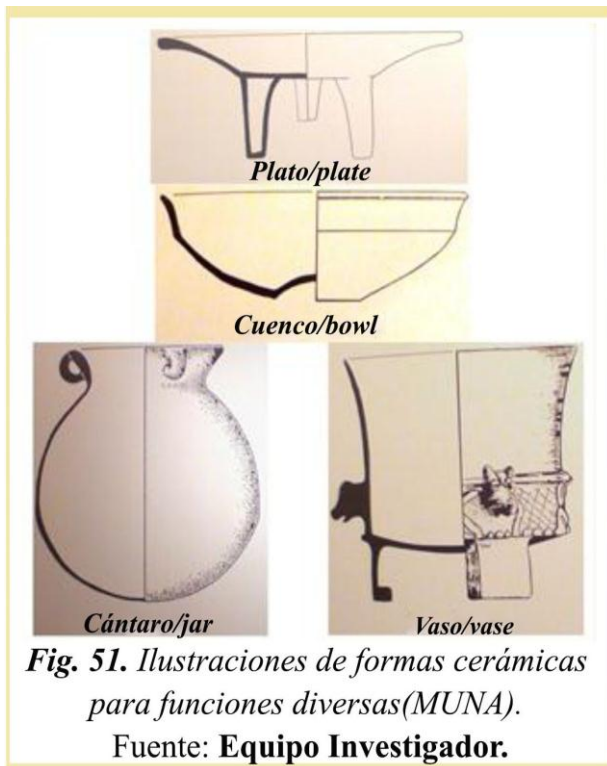 Plato/plate
Cuenco/bowl
Cántaro/jar
Vaso/vase
Fig. 51. Ilustraciones de formas cerámicas
para funciones diversas(MUNA).
Fuente: Equipo Investigador.